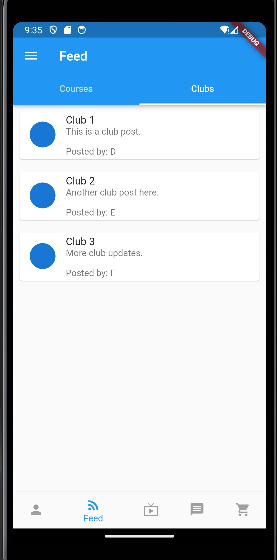 9:35
DEBUG
Feed
Courses
Clubs
Club 1
This is a club post.
Posted by: D
Club 2
Another club post here.
Posted by: E
Club 3
More club updates.
Posted by: F
Feed